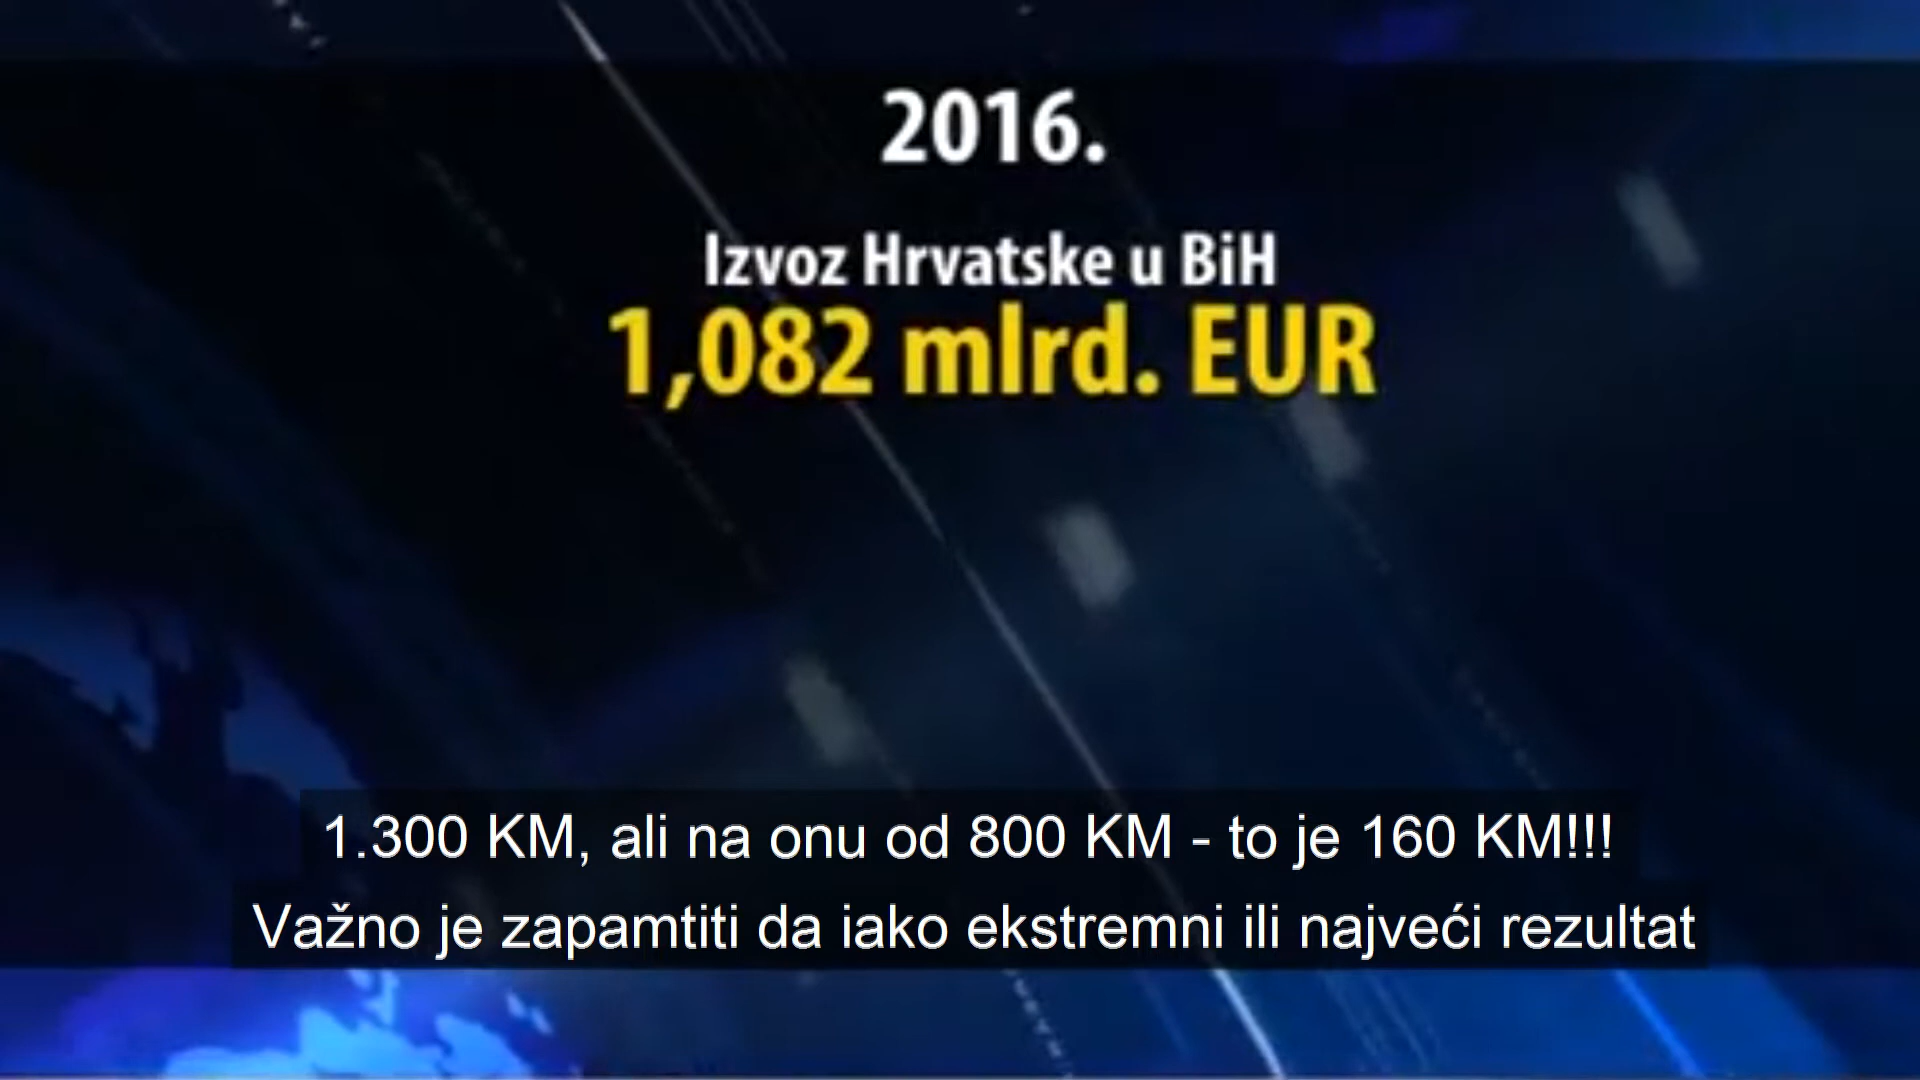 2016.
Izvoz Hrvatske u BiH
1,082 mlrd. EUR
1.300 KM, ali na onu od 800 KM - to je 160 KM!!!
Važno je zapamtiti da iako ekstremni ili najveći rezultat